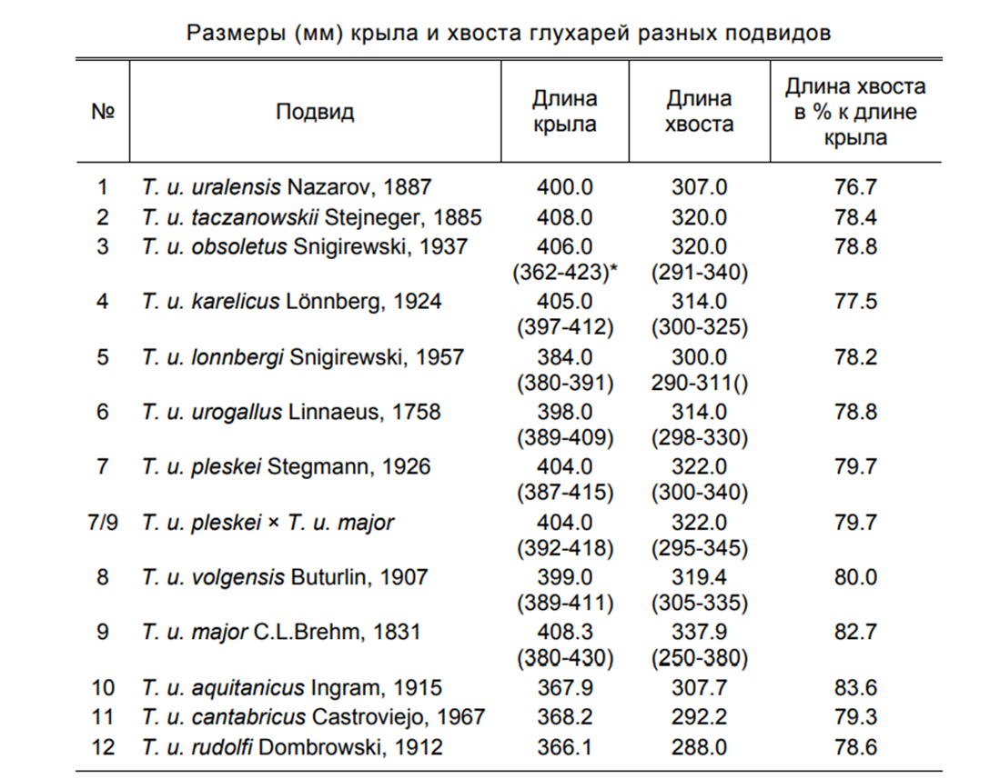 Размеры (мм) крыла и хвоста глухарей разных подвидов
№ Подвид Длина крыла Длина хвоста Длина хвоста в % к длине крыла
1 T. u. uralensis Nazarov, 1887 400.0 307.0 76.7
2 T. u. taczanowskii Stejneger, 1885 408.0 320.0 78.4
3 T. u. obsoletus Snigirewski, 1937 406.0 320.0 78.8
(362-423)* (291-340)
4 T. u. karelicus Lönnberg, 1924 405.0 314.0 77.5
(397-412) (300-325)
5 T. u. lonnbergi Snigirewski, 1957 384.0 300.0 78.2
(380-391) 290-311()
6 T. u. urogallus Linnaeus, 1758 398.0 314.0 78.8
(389-409) (298-330)
7 T. u. pleskei Stegmann, 1926 404.0 322.0 79.7
(387-415) (300-340)
7/9 T. u. pleskei × T. u. major 404.0 322.0 79.7
(392-418) (295-345)
8 T. u. volgensis Buturlin, 1907 399.0 319.4 80.0
(389-411) (305-335)
9 T. u. major C.L.Brehm, 1831 408.3 337.9 82.7
(380-430) (250-380)
10 T. u. aquitanicus Ingram, 1915 367.9 307.7 83.6
11 T. u. cantabricus Castroviejo, 1967 368.2 292.2 79.3
12 T. u. rudolfi Dombrowski, 1912 366.1 288.0 78.6